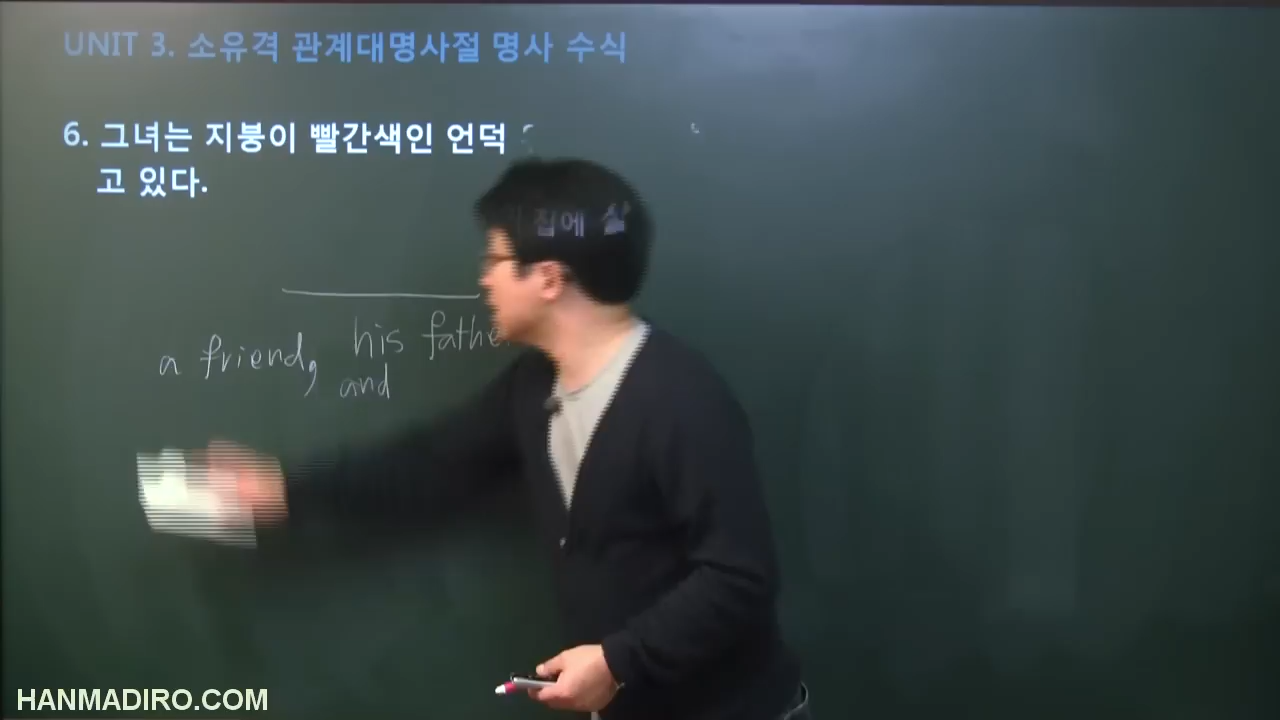 UNIT 3. 소유격 관계대명사절 명사 수식
6. 그녀는 지붕이 빨간색인 언덕
집에 살
고 있다.
his fathe
a friend,
and
HANMADIRO.COM